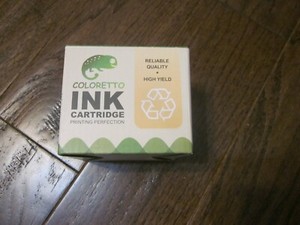 COLORETTO
INK
CARTRIDGE
PRINTING PERFECTION
RELIABLE
QUALITY
•
HIGH YIELD